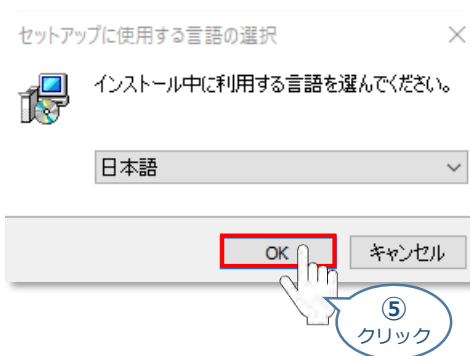 セットアップに使用する言語の選択
インストール中に利用する言語を選んでください。
日本語
OK
キャンセル
⑤
クリック